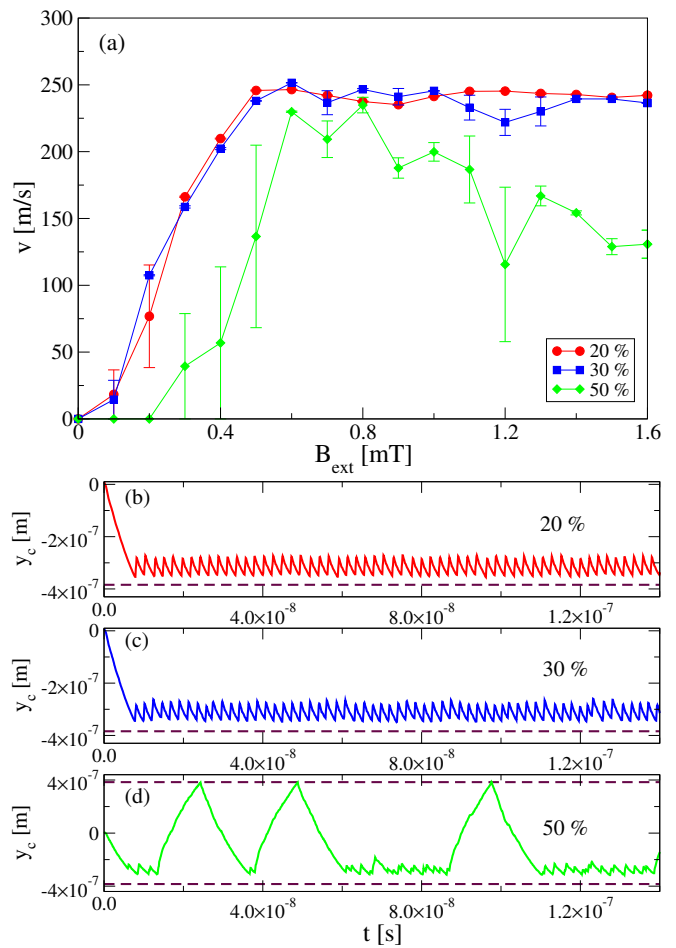 300
(a)
250
200
150
100
50
0
v [m/s]
20 %
30 %
50 %
0 0.4 0.8 1.2 1.6
B_ext [mT]
0
(b)
20 %
-2×10⁻⁷
-4×10⁻⁷
y_c [m]
0.0 4.0×10⁻⁸ 8.0×10⁻⁸ 1.2×10⁻⁷
0
(c)
30 %
-2×10⁻⁷
-4×10⁻⁷
y_c [m]
0.0 4.0×10⁻⁸ 8.0×10⁻⁸ 1.2×10⁻⁷
4×10⁻⁷
(d)
50 %
0
-4×10⁻⁷
y_c [m]
0.0 4.0×10⁻⁸ 8.0×10⁻⁸ 1.2×10⁻⁷
t [s]